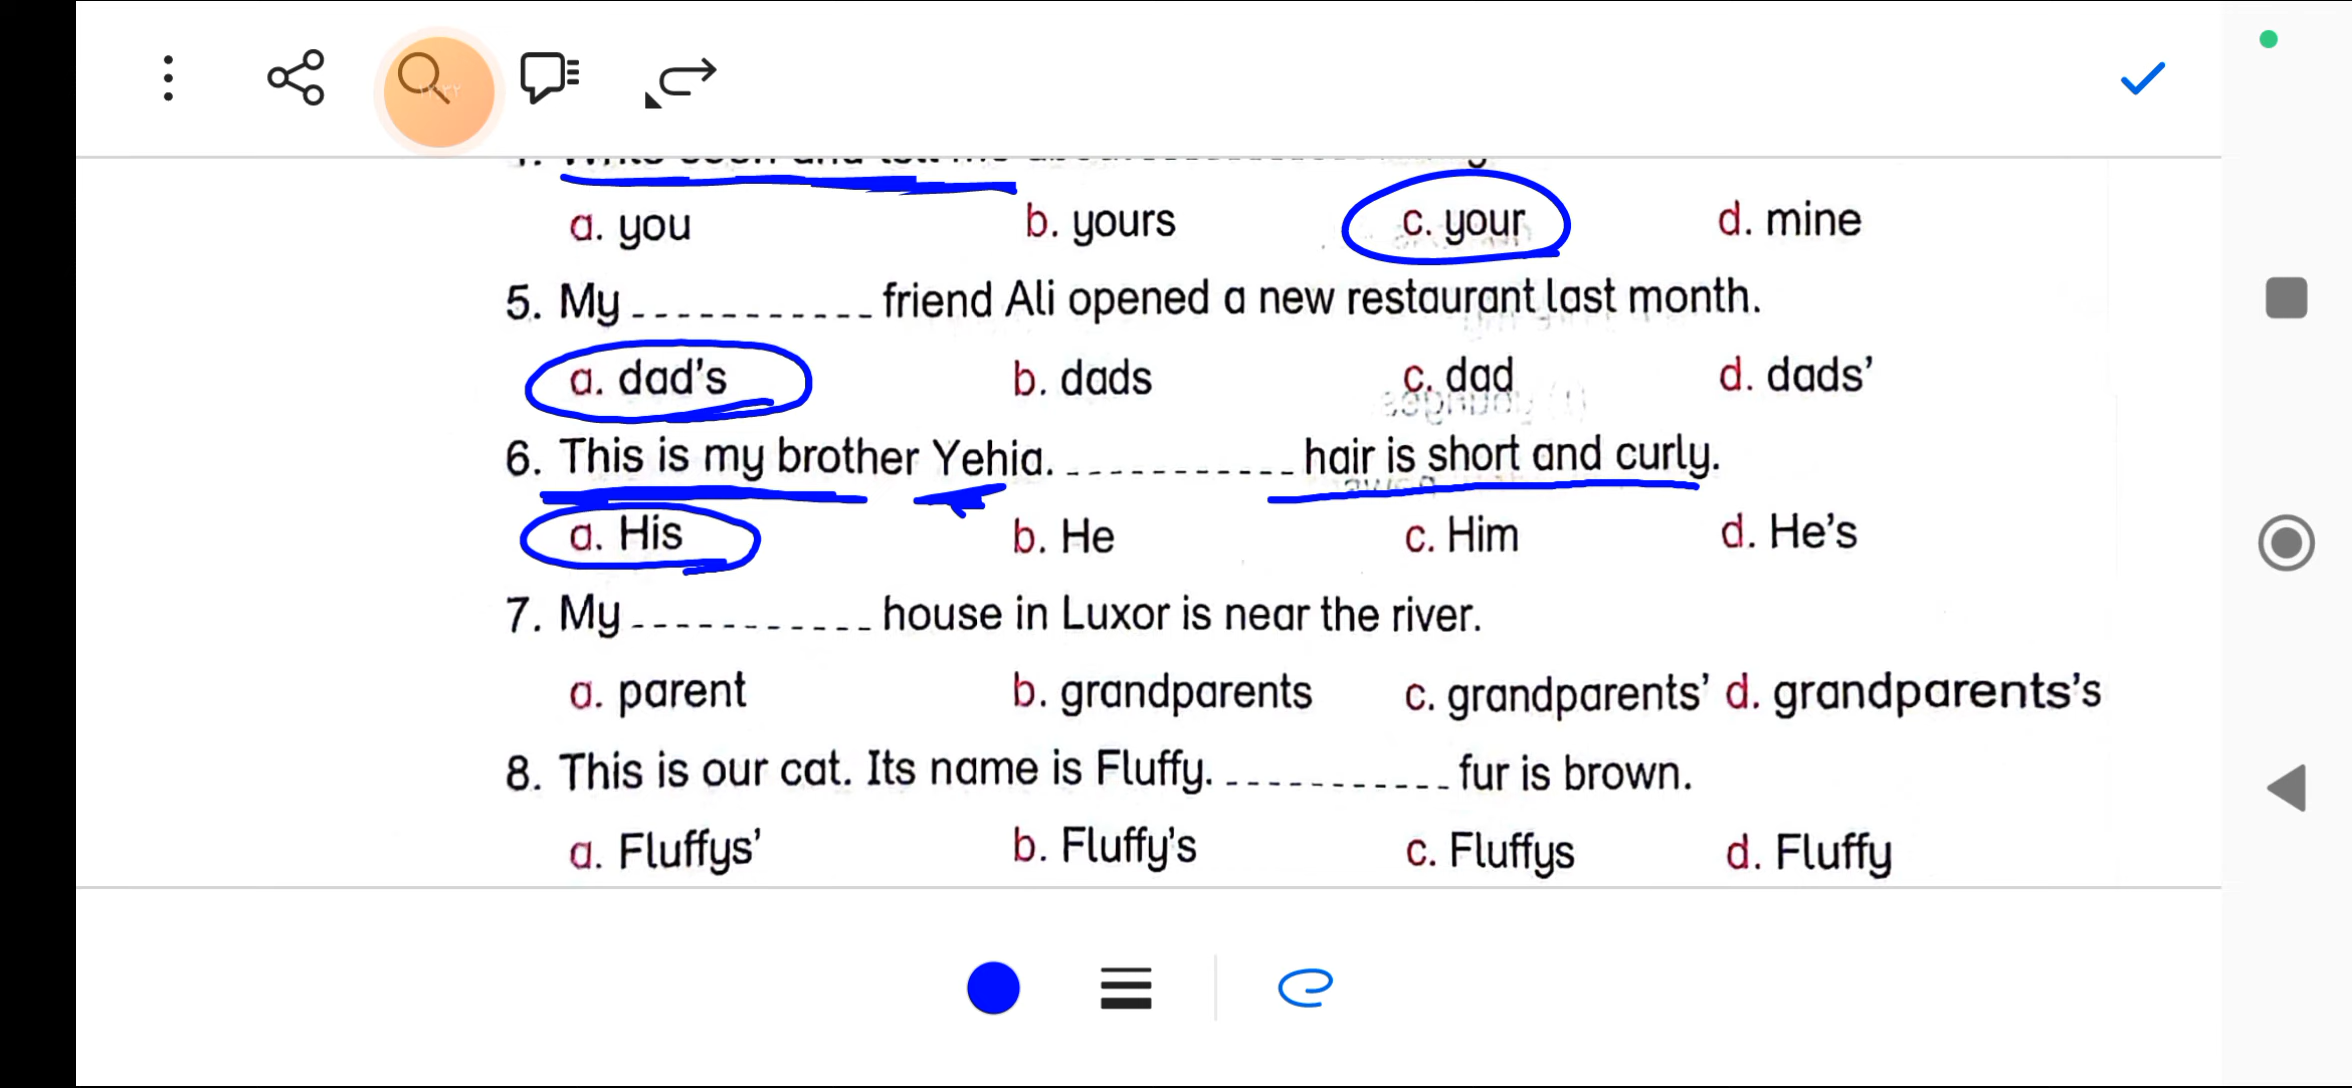 a. you b. yours c. your d. mine
5. My ----------- friend Ali opened a new restaurant last month.
a. dad's b. dads c. dad d. dads'
6. This is my brother Yehia. ----------- hair is short and curly.
a. His b. He c. Him d. He's
7. My ----------- house in Luxor is near the river.
a. parent b. grandparents c. grandparents' d. grandparents's
8. This is our cat. Its name is Fluffy. ----------- fur is brown.
a. Fluffys' b. Fluffy's c. Fluffys d. Fluffy